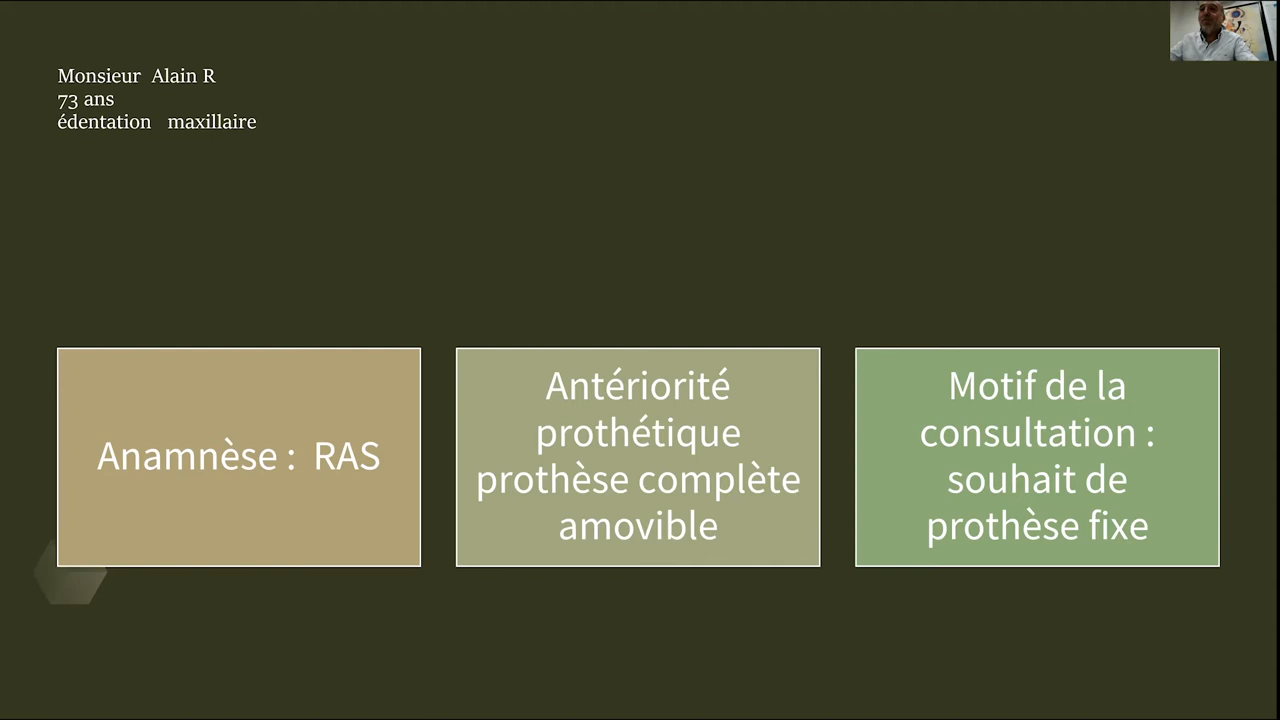 Monsieur Alain R
73 ans
édentation maxillaire
Anamnèse : RAS
Antériorité
prothétique
prothèse complète
amovible
Motif de la
consultation :
souhait de
prothèse fixe